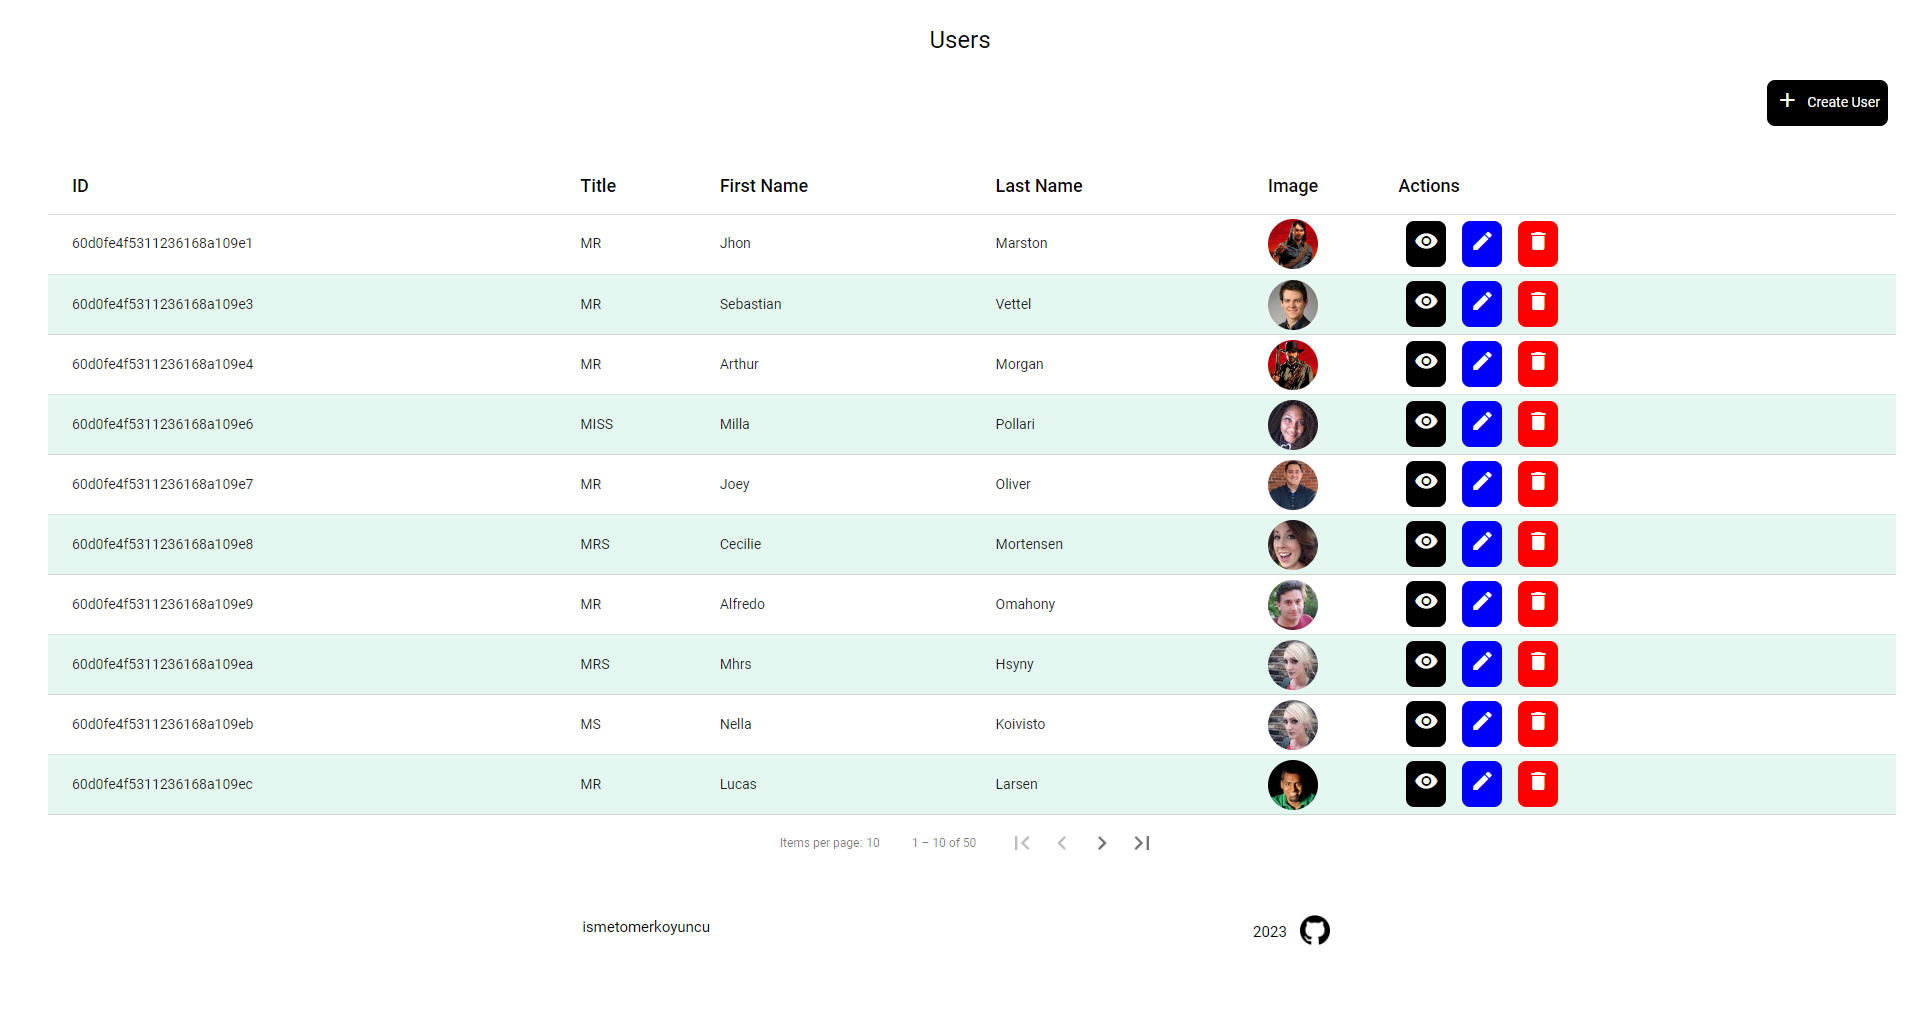 Users
Create User
ID Title First Name Last Name Image Actions
60d0fe4f5311236168a109e1 MR Jhon Marston
60d0fe4f5311236168a109e3 MR Sebastian Vettel
60d0fe4f5311236168a109e4 MR Arthur Morgan
60d0fe4f5311236168a109e6 MISS Milla Pollari
60d0fe4f5311236168a109e7 MR Joey Oliver
60d0fe4f5311236168a109e8 MRS Cecilie Mortensen
60d0fe4f5311236168a109e9 MR Alfredo Omahony
60d0fe4f5311236168a109ea MRS Mhrs Hsyny
60d0fe4f5311236168a109eb MS Nella Koivisto
60d0fe4f5311236168a109ec MR Lucas Larsen
Items per page: 10 1 – 10 of 50
ismetomerkoyuncu 2023